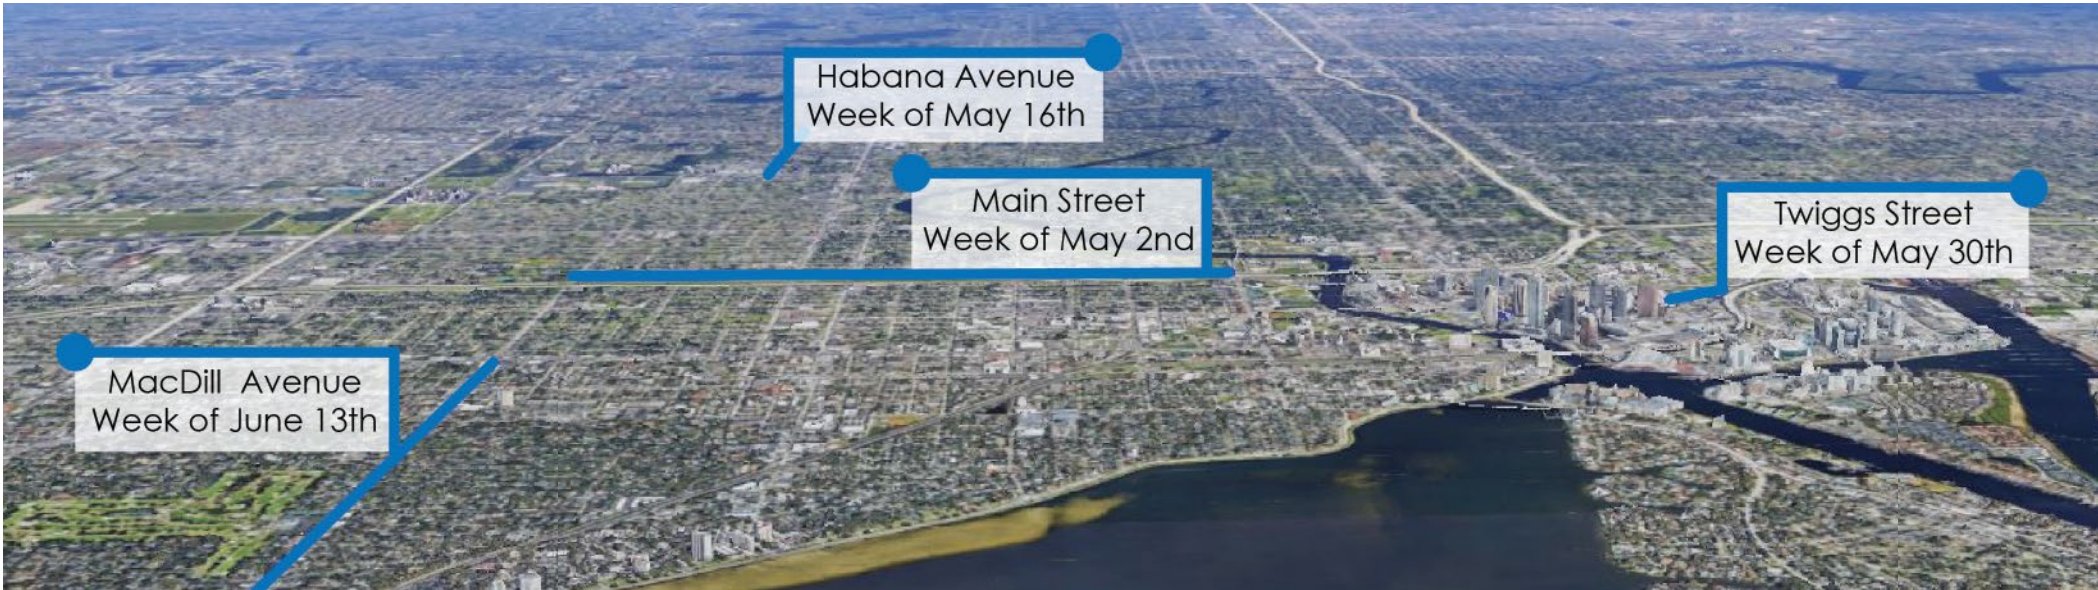 Habana Avenue
Week of May 16th
Main Street
Week of May 2nd
Twiggs Street
Week of May 30th
MacDill Avenue
Week of June 13th